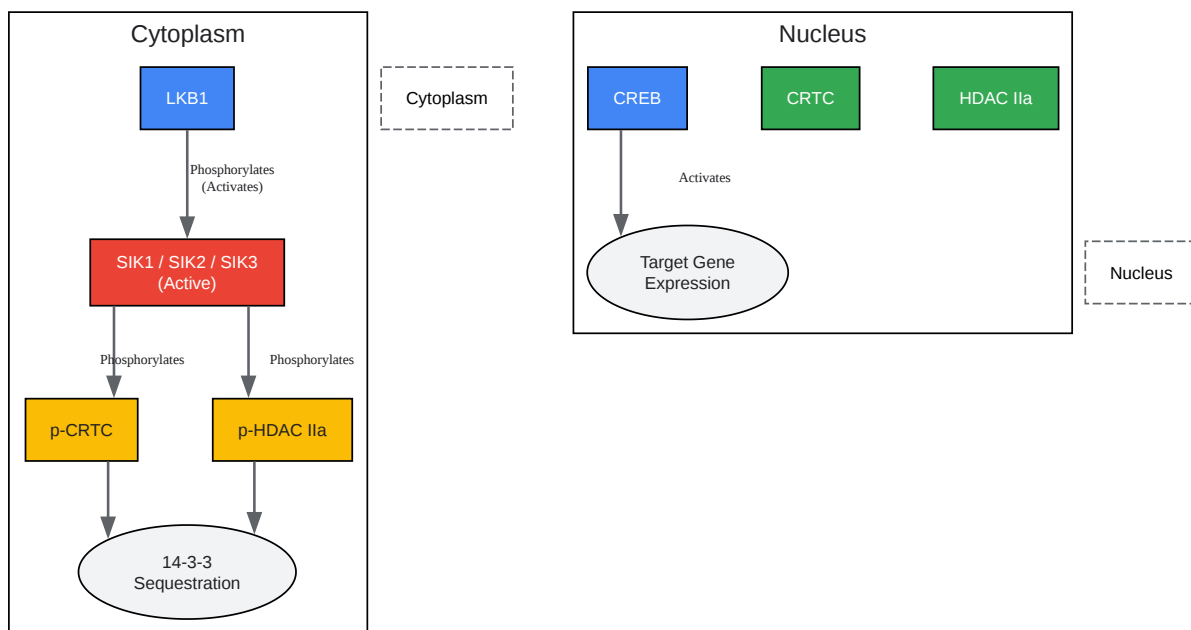 Cytoplasm
LKB1
Phosphorylates
(Activates)
SIK1 / SIK2 / SIK3
(Active)
Phosphorylates
Phosphorylates
p-CRTC
p-HDAC IIa
14-3-3
Sequestration
Cytoplasm
Nucleus
CREB
CRTC
HDAC IIa
Activates
Target Gene
Expression
Nucleus